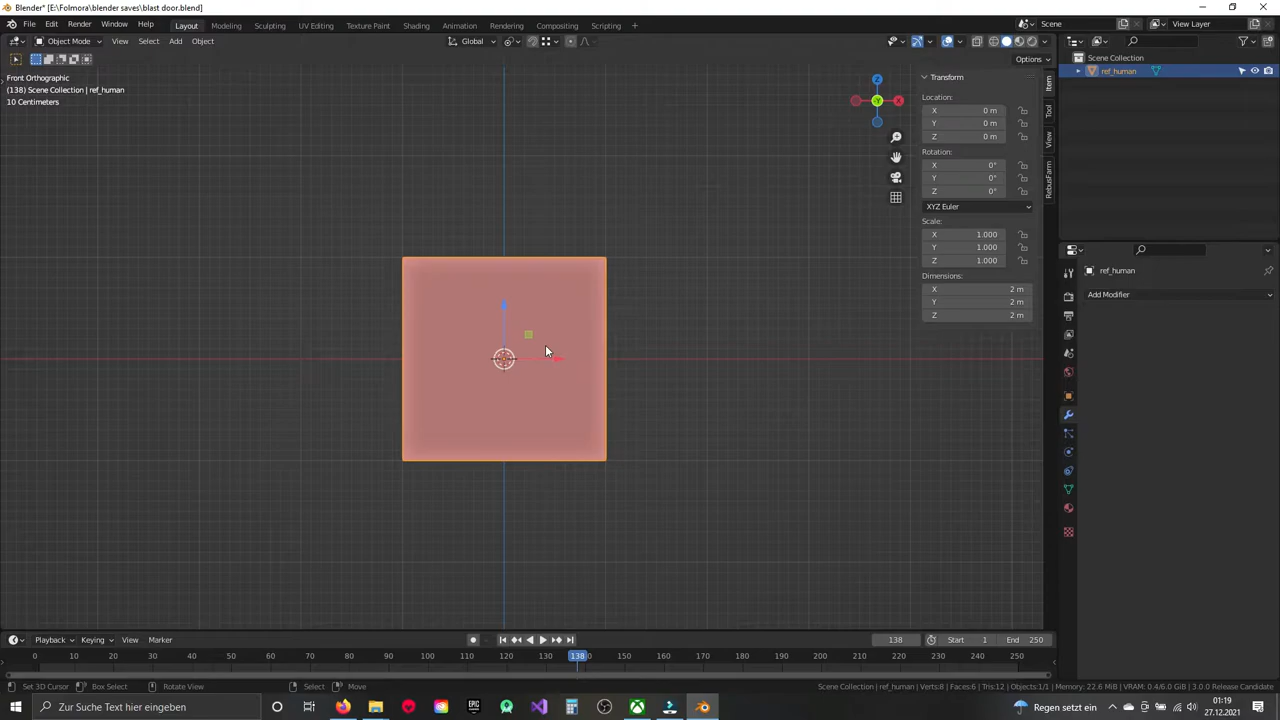 Blender* [E:\Folmora\blender saves\blast door.blend]
File Edit Render Window Help Layout Modeling Sculpting UV Editing Texture Paint Shading Animation Rendering Compositing Scripting + Scene View Layer
Object Mode View Select Add Object Global
Options
Front Orthographic
(138) Scene Collection | ref_human
10 Centimeters
Z
Y
X
Transform
Location:
X 0 m
Y 0 m
Z 0 m
Rotation:
X 0°
Y 0°
Z 0°
XYZ Euler
Scale:
X 1.000
Y 1.000
Z 1.000
Dimensions:
X 2 m
Y 2 m
Z 2 m
Item
Tool
View
RebusFarm
Scene Collection
ref_human
ref_human
Add Modifier
Playback Keying View Marker 138 Start 1 End 250
0 10 20 30 40 50 60 70 80 90 100 110 120 130 138 150 160 170 180 190 200 210 220 230 240 250
Set 3D Cursor Box Select Rotate View Select Move Scene Collection | ref_human | Verts:8 | Faces:6 | Tris:12 | Objects:1/1 | Memory: 22.6 MiB | VRAM: 0.4/6.0 GiB | 3.0.0 Release Candidate
Zur Suche Text hier eingeben
EPIC
Regen setzt ein
01:19
27.12.2021